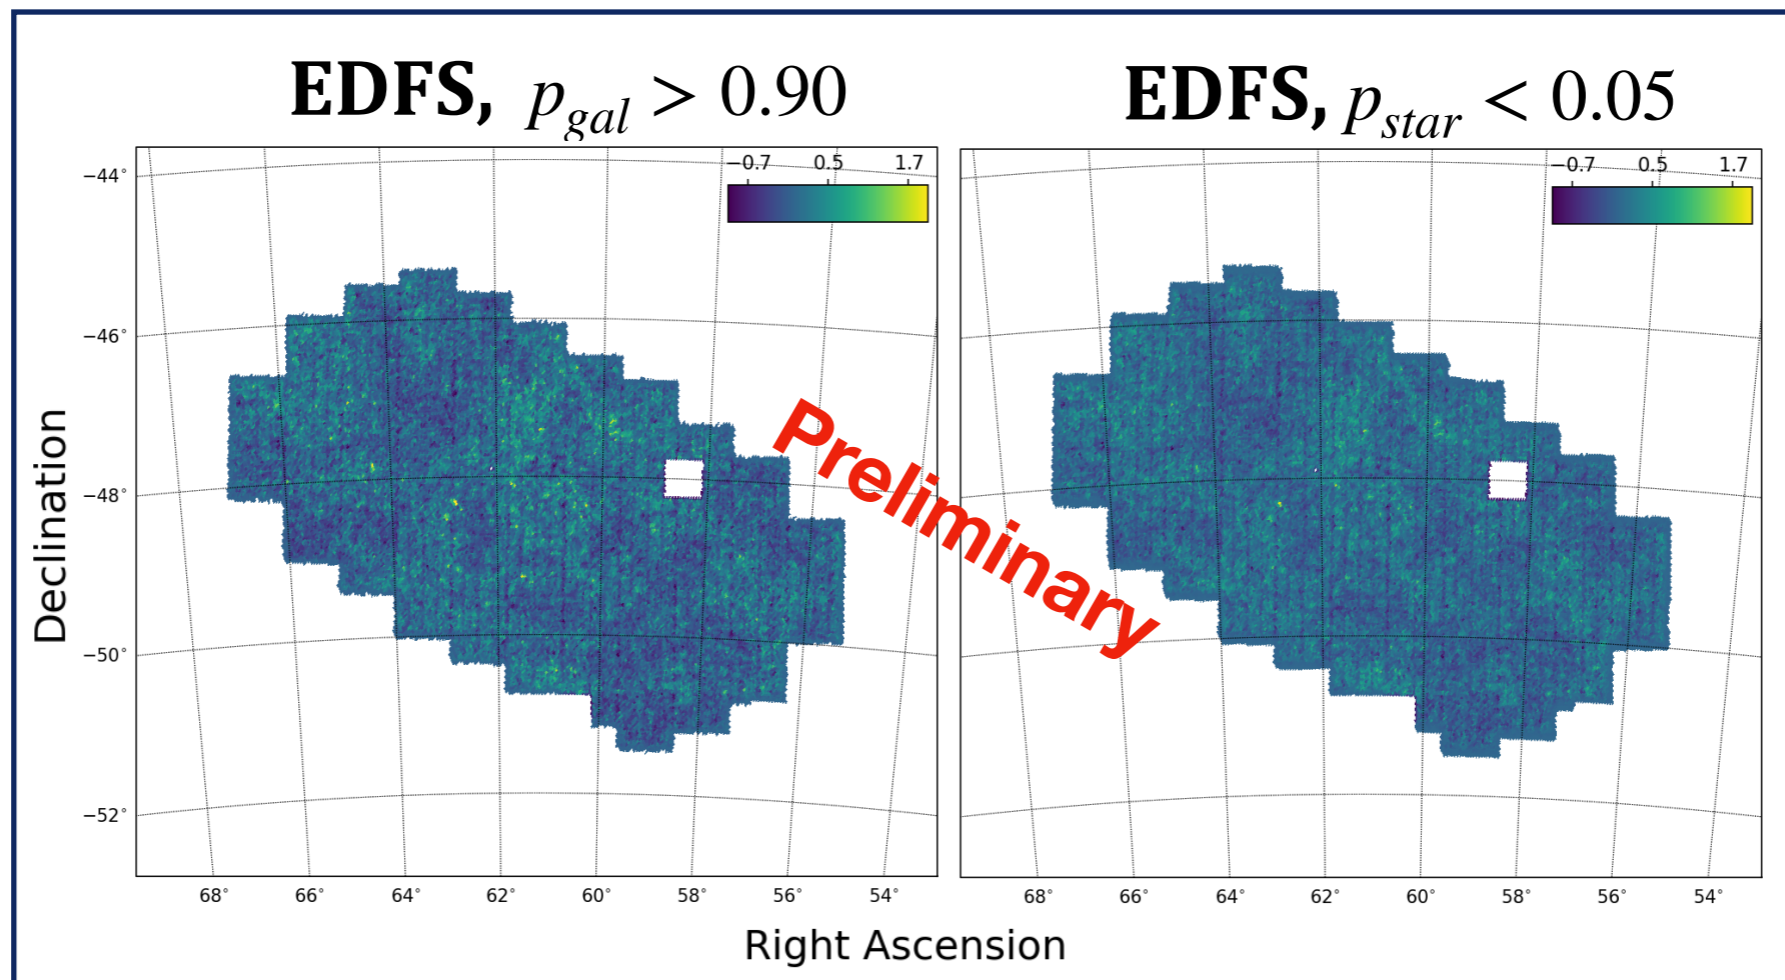 EDFS, p_gal > 0.90
EDFS, p_star < 0.05
−0.7 0.5 1.7
−0.7 0.5 1.7
−44°
−46°
−48°
−50°
−52°
Declination
Preliminary
68° 66° 64° 62° 60° 58° 56° 54°
68° 66° 64° 62° 60° 58° 56° 54°
Right Ascension